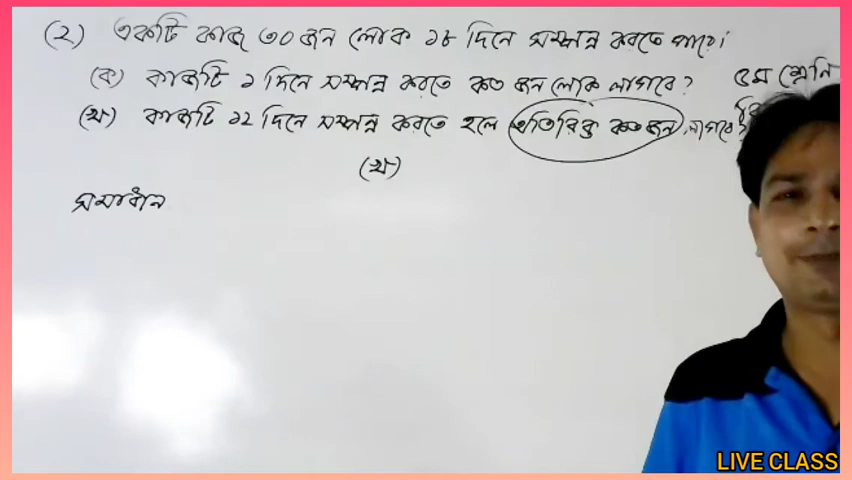 (২) একটি কাজ ৩০ জন লোক ১৮ দিনে সম্পন্ন করতে পারে।
(ক) কাজটি ১ দিনে সম্পন্ন করতে কত জন লোক লাগবে?
৫ম শ্রেনি
(খ) কাজটি ১২ দিনে সম্পন্ন করতে হলে অতিরিক্ত কত জন লাগবে
(খ)
সমাধান
LIVE CLASS